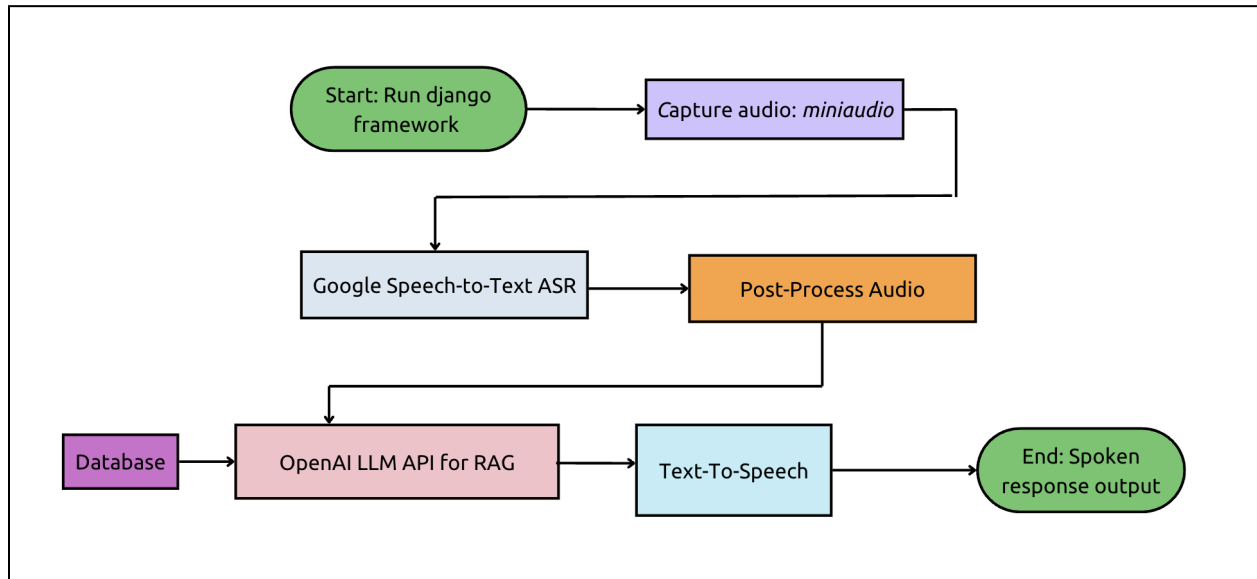 Start: Run django
framework
Capture audio: miniaudio
Google Speech-to-Text ASR
Post-Process Audio
Database
OpenAI LLM API for RAG
Text-To-Speech
End: Spoken
response output